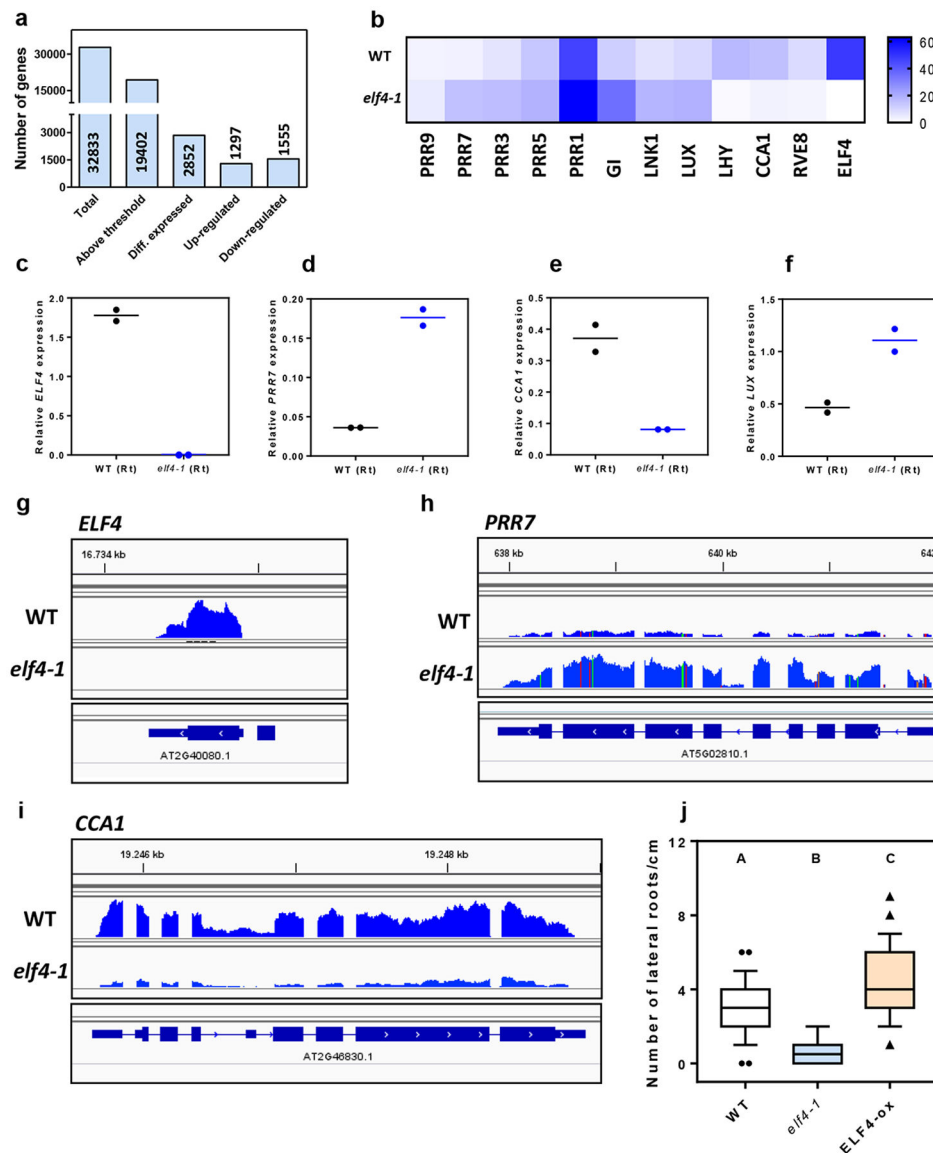 a
Number of genes
30000
15000
3000
1500
0
32833
19402
2852
1297
1555
Total
Above threshold
Diff. expressed
Up-regulated
Down-regulated
b
WT
elf4-1
PRR9
PRR7
PRR3
PRR5
PRR1
GI
LNK1
LUX
LHY
CCA1
RVE8
ELF4
60
40
20
0
c
Relative ELF4 expression
2.0
1.5
1.0
0.5
0.0
WT (Rt)
elf4-1 (Rt)
d
Relative PRR7 expression
0.20
0.15
0.10
0.05
0.00
WT (Rt)
elf4-1 (Rt)
e
Relative CCA1 expression
0.5
0.4
0.3
0.2
0.1
0.0
WT (Rt)
elf4-1 (Rt)
f
Relative LUX expression
1.5
1.0
0.5
0.0
WT (Rt)
elf4-1 (Rt)
g
ELF4
16.734 kb
WT
elf4-1
AT2G40080.1
h
PRR7
638 kb
640 kb
642
WT
elf4-1
AT5G02810.1
i
CCA1
19.246 kb
19.248 kb
WT
elf4-1
AT2G46830.1
j
Number of lateral roots/cm
12
8
4
0
A
B
C
WT
elf4-1
ELF4-ox